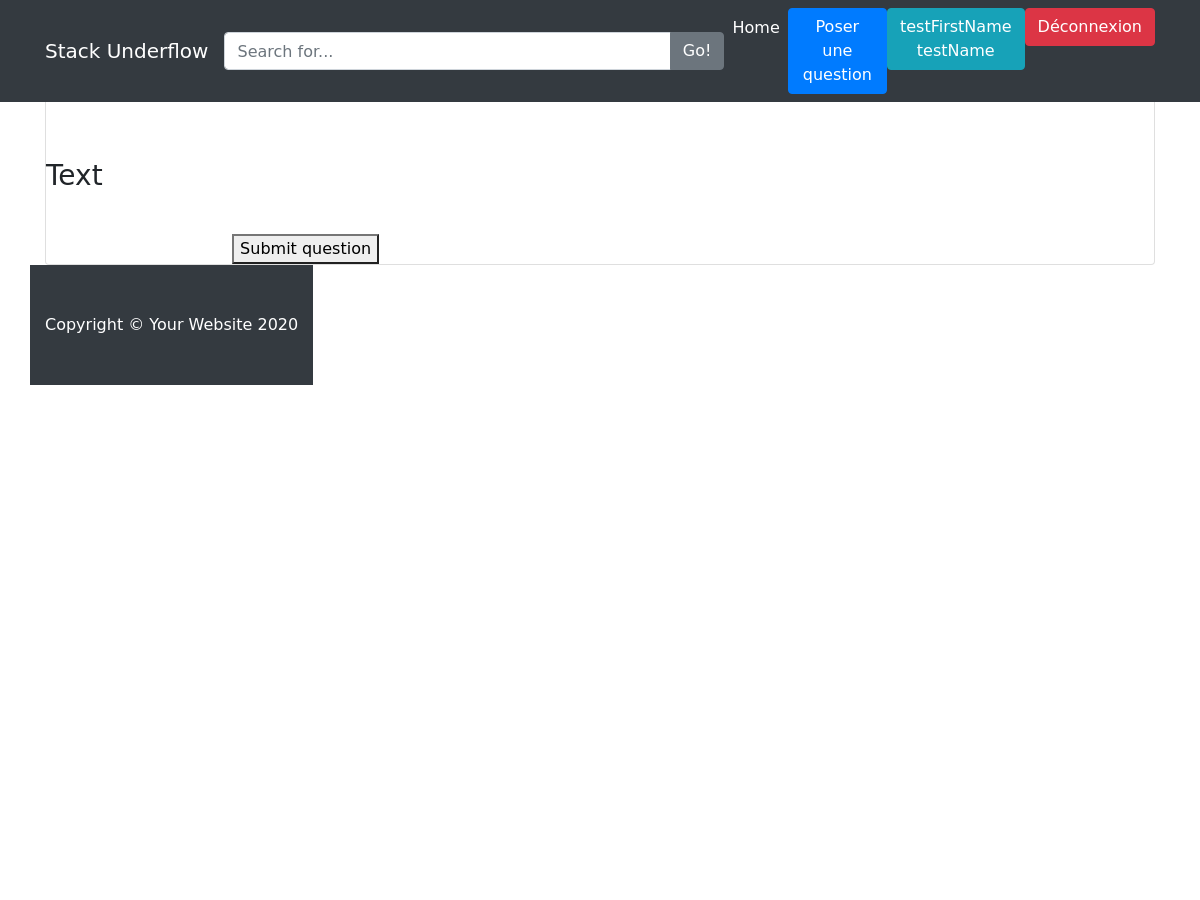 Stack Underflow
Search for...
Go!
Home
Poser
une
question
testFirstName
testName
Déconnexion
Text
Submit question
Copyright © Your Website 2020